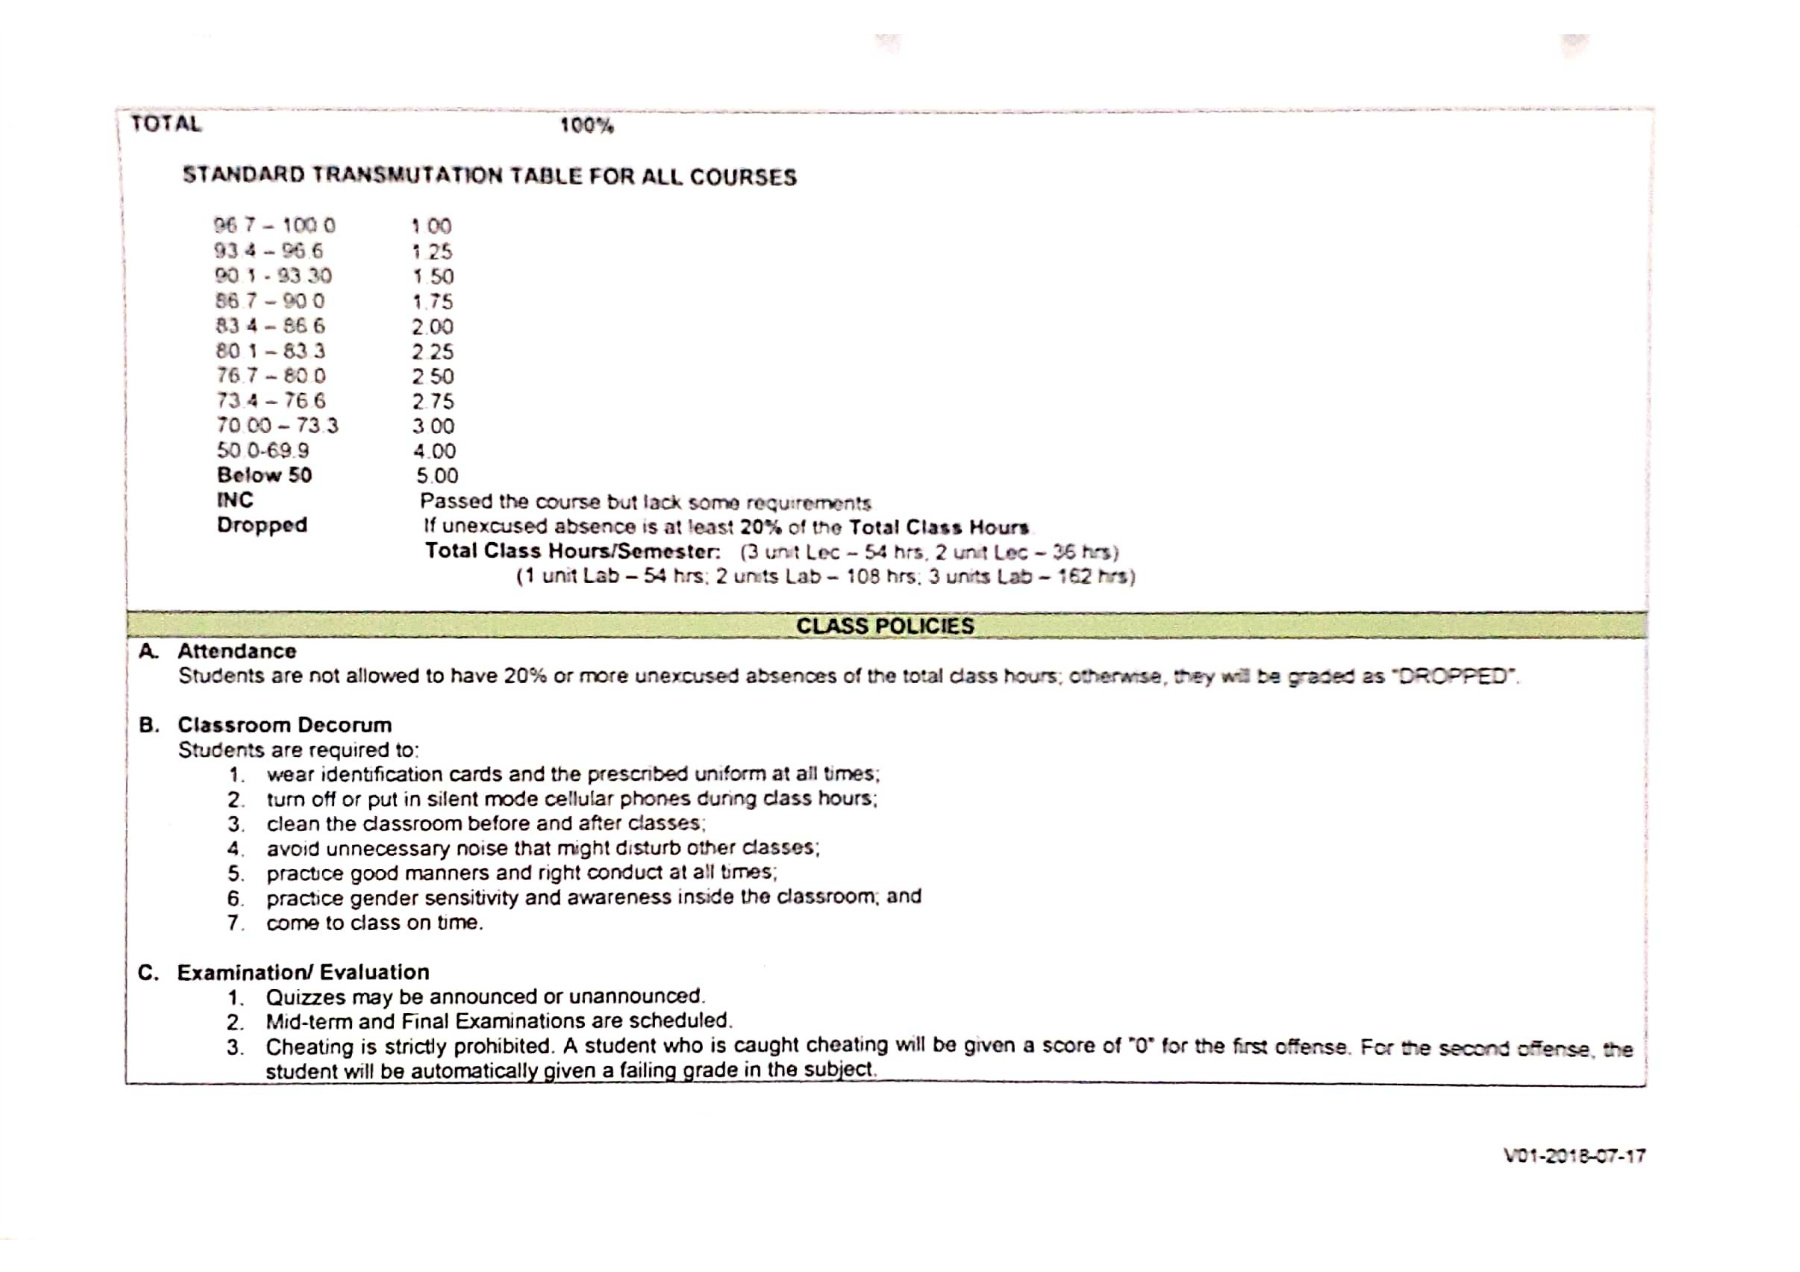 TOTAL 100%
STANDARD TRANSMUTATION TABLE FOR ALL COURSES
96.7 – 100.0 1.00
93.4 – 96.6 1.25
90.1 - 93.30 1.50
86.7 – 90.0 1.75
83.4 – 86.6 2.00
80.1 – 83.3 2.25
76.7 – 80.0 2.50
73.4 – 76.6 2.75
70.00 – 73.3 3.00
50.0-69.9 4.00
Below 50 5.00
INC Passed the course but lack some requirements
Dropped If unexcused absence is at least 20% of the Total Class Hours
Total Class Hours/Semester: (3 unit Lec – 54 hrs, 2 unit Lec – 36 hrs)
(1 unit Lab – 54 hrs; 2 units Lab – 108 hrs; 3 units Lab – 162 hrs)
CLASS POLICIES
A. Attendance
Students are not allowed to have 20% or more unexcused absences of the total class hours; otherwise, they will be graded as "DROPPED".
B. Classroom Decorum
Students are required to:
1. wear identification cards and the prescribed uniform at all times;
2. turn off or put in silent mode cellular phones during class hours;
3. clean the classroom before and after classes;
4. avoid unnecessary noise that might disturb other classes;
5. practice good manners and right conduct at all times;
6. practice gender sensitivity and awareness inside the classroom; and
7. come to class on time.
C. Examination/ Evaluation
1. Quizzes may be announced or unannounced.
2. Mid-term and Final Examinations are scheduled.
3. Cheating is strictly prohibited. A student who is caught cheating will be given a score of "0" for the first offense. For the second offense, the
student will be automatically given a failing grade in the subject.
V01-2018-07-17